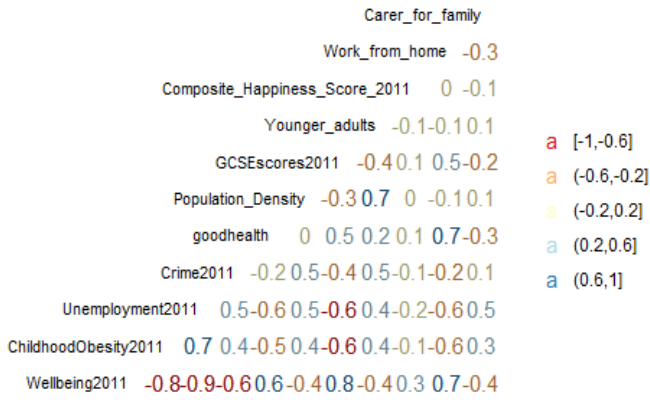 Carer_for_family
Work_from_home -0.3
Composite_Happiness_Score_2011 0 -0.1
Younger_adults -0.1 -0.1 0.1
GCSEscores2011 -0.4 0.1 0.5 -0.2
Population_Density -0.3 0.7 0 -0.1 0.1
goodhealth 0 0.5 0.2 0.1 0.7 -0.3
Crime2011 -0.2 0.5 -0.4 0.5 -0.1 -0.2 0.1
Unemployment2011 0.5 -0.6 0.5 -0.6 0.4 -0.2 -0.6 0.5
ChildhoodObesity2011 0.7 0.4 -0.5 0.4 -0.6 0.4 -0.1 -0.6 0.3
Wellbeing2011 -0.8 -0.9 -0.6 0.6 -0.4 0.8 -0.4 0.3 0.7 -0.4
a [-1,-0.6]
a (-0.6,-0.2]
a (-0.2,0.2]
a (0.2,0.6]
a (0.6,1]